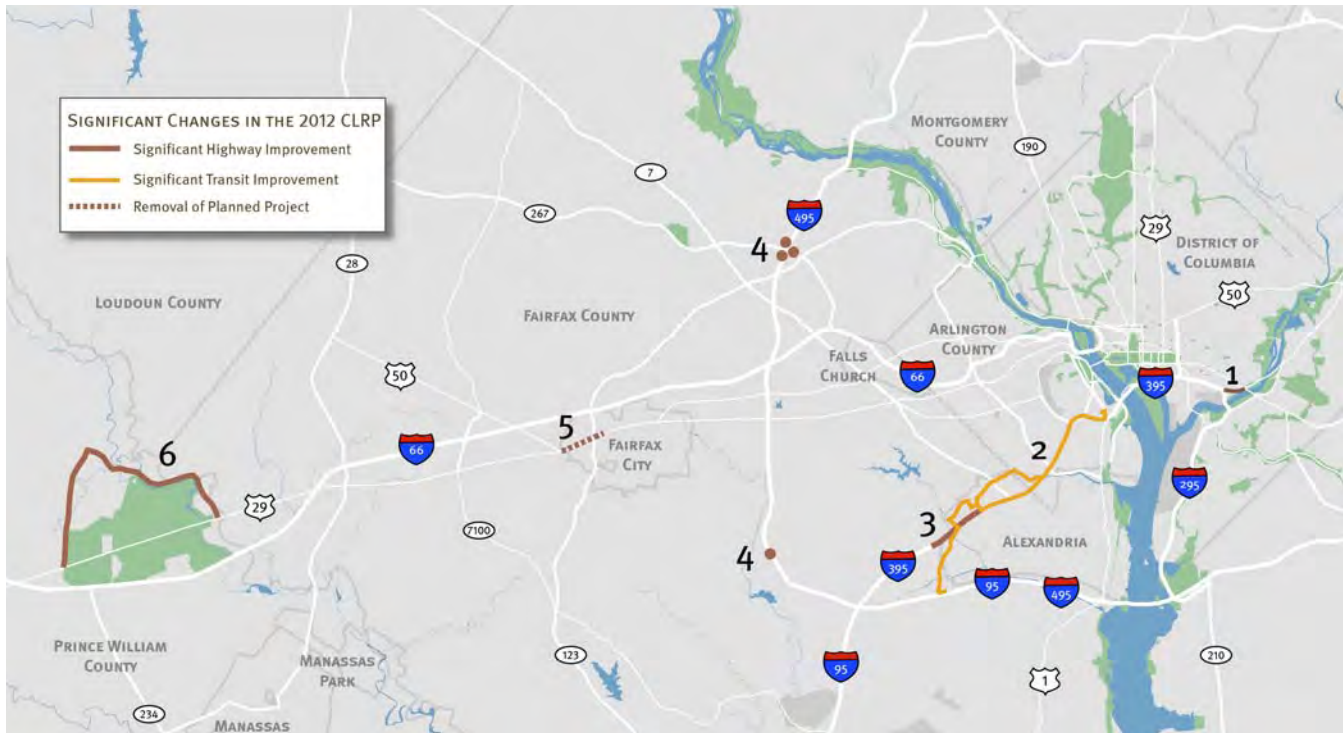 SIGNIFICANT CHANGES IN THE 2012 CLRP
Significant Highway Improvement
Significant Transit Improvement
Removal of Planned Project
MONTGOMERY
COUNTY
190
7
267
495
4
29
DISTRICT OF
COLUMBIA
28
50
LOUDOUN COUNTY
FAIRFAX COUNTY
ARLINGTON
COUNTY
FALLS
CHURCH
50
66
395
1
5
FAIRFAX
CITY
66
6
2
29
295
7100
3
ALEXANDRIA
4
395
95
495
PRINCE WILLIAM
COUNTY
MANASSAS
PARK
123
95
1
210
234
MANASSAS